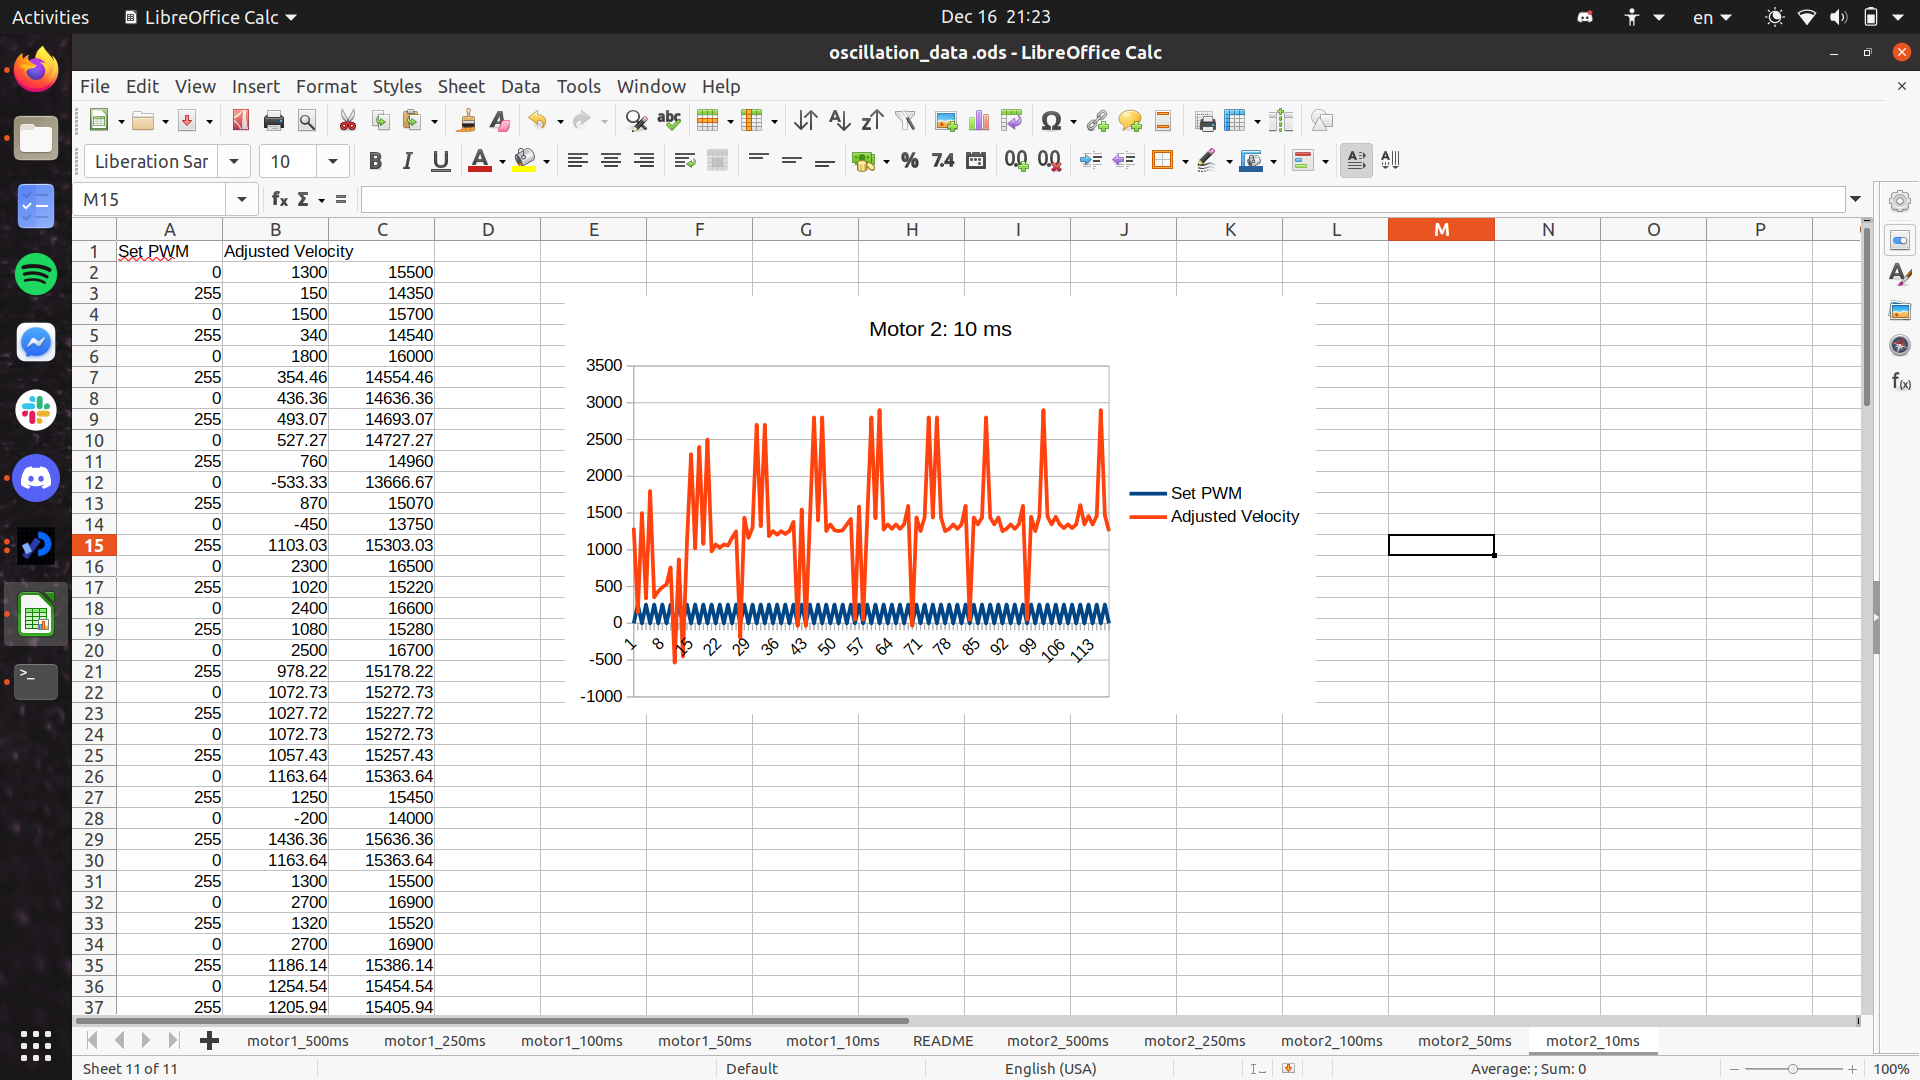 Activities LibreOffice Calc Dec 16 21:23 en
oscillation_data .ods - LibreOffice Calc
File Edit View Insert Format Styles Sheet Data Tools Window Help
Liberation Sar 10
M15
A B C D E F G H I J K L M N O P
1 Set PWM Adjusted Velocity
2 0 1300 15500
3 255 150 14350
4 0 1500 15700
5 255 340 14540
6 0 1800 16000
7 255 354.46 14554.46
8 0 436.36 14636.36
9 255 493.07 14693.07
10 0 527.27 14727.27
11 255 760 14960
12 0 -533.33 13666.67
13 255 870 15070
14 0 -450 13750
15 255 1103.03 15303.03
16 0 2300 16500
17 255 1020 15220
18 0 2400 16600
19 255 1080 15280
20 0 2500 16700
21 255 978.22 15178.22
22 0 1072.73 15272.73
23 255 1027.72 15227.72
24 0 1072.73 15272.73
25 255 1057.43 15257.43
26 0 1163.64 15363.64
27 255 1250 15450
28 0 -200 14000
29 255 1436.36 15636.36
30 0 1163.64 15363.64
31 255 1300 15500
32 0 2700 16900
33 255 1320 15520
34 0 2700 16900
35 255 1186.14 15386.14
36 0 1254.54 15454.54
37 255 1205.94 15405.94
Motor 2: 10 ms
3500
3000
2500
2000
1500
1000
500
0
-500
-1000
1 8 15 22 29 36 43 50 57 64 71 78 85 92 99 106 113
Set PWM
Adjusted Velocity
motor1_500ms motor1_250ms motor1_100ms motor1_50ms motor1_10ms README motor2_500ms motor2_250ms motor2_100ms motor2_50ms motor2_10ms
Sheet 11 of 11 Default English (USA) Average: ; Sum: 0 100%